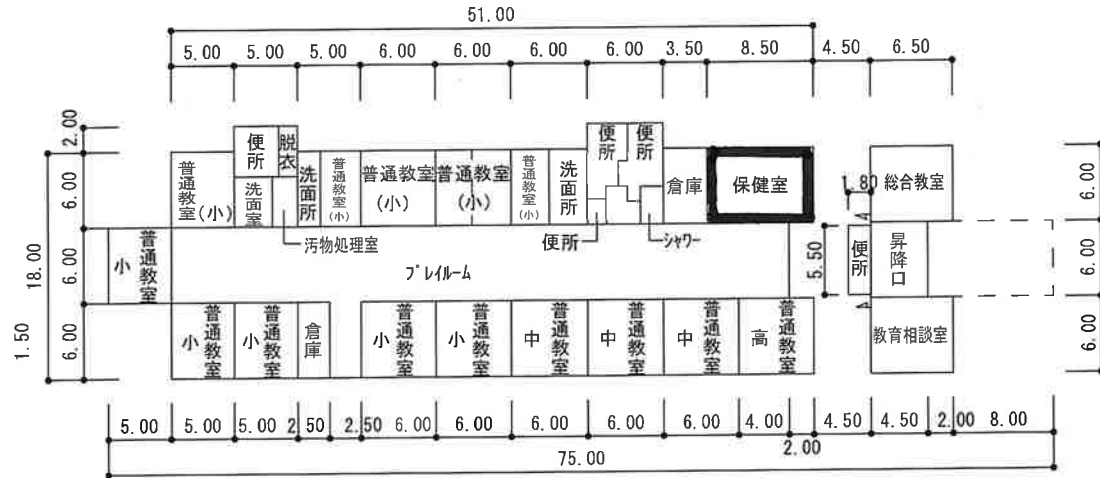 51.00
5.00 5.00 5.00 6.00 6.00 6.00 6.00 3.50 8.50 4.50 6.50
2.00
6.00
6.00
6.00
18.00
1.50
普通教室(小)
便所
脱衣
洗面室
汚物処理室
洗面所
普通教室(小)
普通教室(小)
普通教室(小)
普通教室(小)
洗面所
便所
便所
便所
シャワー
倉庫
保健室
1.80
総合教室
6.00
小普通教室
プレイルーム
5.50
便所
昇降口
6.00
小普通教室
小普通教室
倉庫
小普通教室
小普通教室
中普通教室
中普通教室
中普通教室
高普通教室
教育相談室
6.00
5.00 5.00 5.00 2.50 2.50 6.00 6.00 6.00 6.00 6.00 4.00 2.00 4.50 4.50 2.00 8.00
75.00